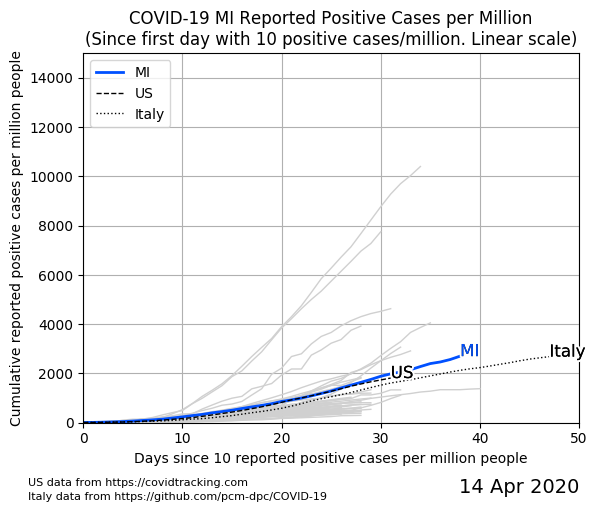 COVID-19 MI Reported Positive Cases per Million
(Since first day with 10 positive cases/million. Linear scale)
Cumulative reported positive cases per million people
14000
12000
10000
8000
6000
4000
2000
0
MI
US
Italy
MI
Italy
US
0 10 20 30 40 50
Days since 10 reported positive cases per million people
US data from https://covidtracking.com
Italy data from https://github.com/pcm-dpc/COVID-19
14 Apr 2020